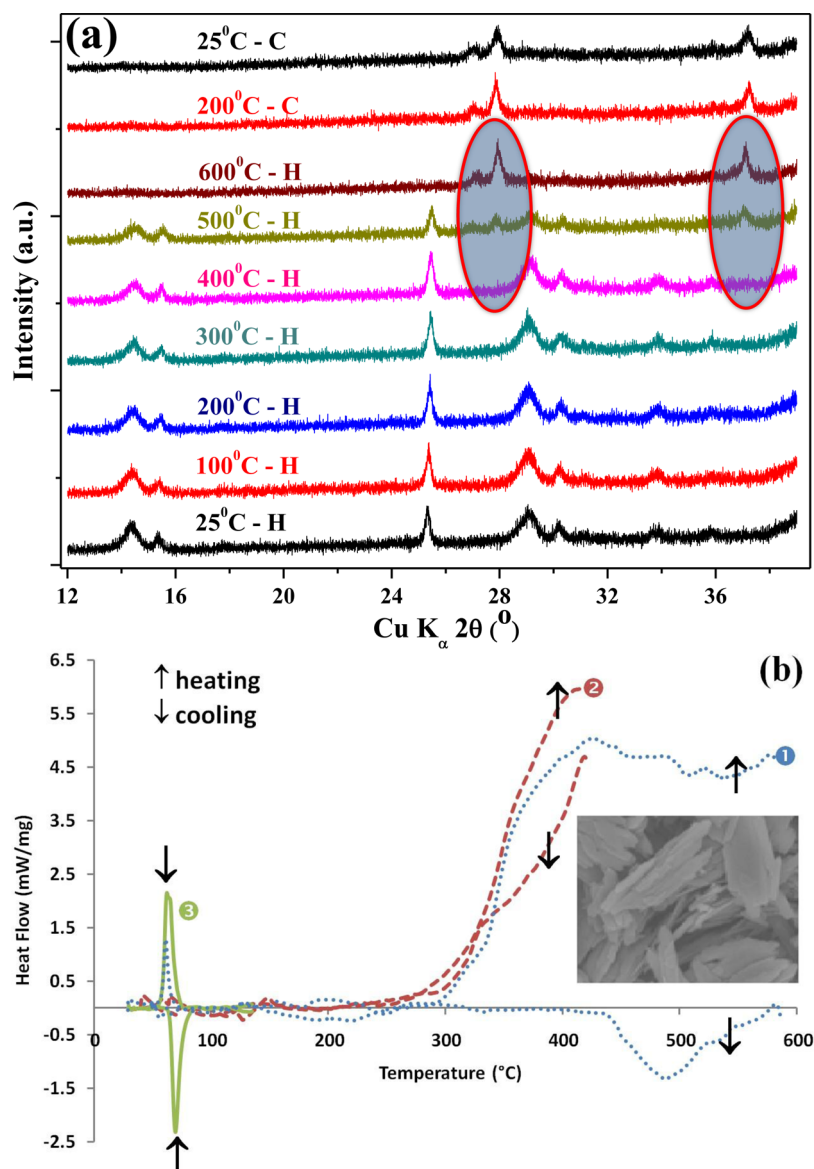 (a)
25⁰C - C
200⁰C - C
600⁰C - H
500⁰C - H
400⁰C - H
300⁰C - H
200⁰C - H
100⁰C - H
25⁰C - H
Intensity (a.u.)
12 16 20 24 28 32 36
Cu Kα 2θ (⁰)
(b)
↑ heating
↓ cooling
6.5
5.5
4.5
3.5
2.5
1.5
0.5
-0.5
-1.5
-2.5
Heat Flow (mW/mg)
2
1
3
0 100 200 300 400 500 600
Temperature (°C)